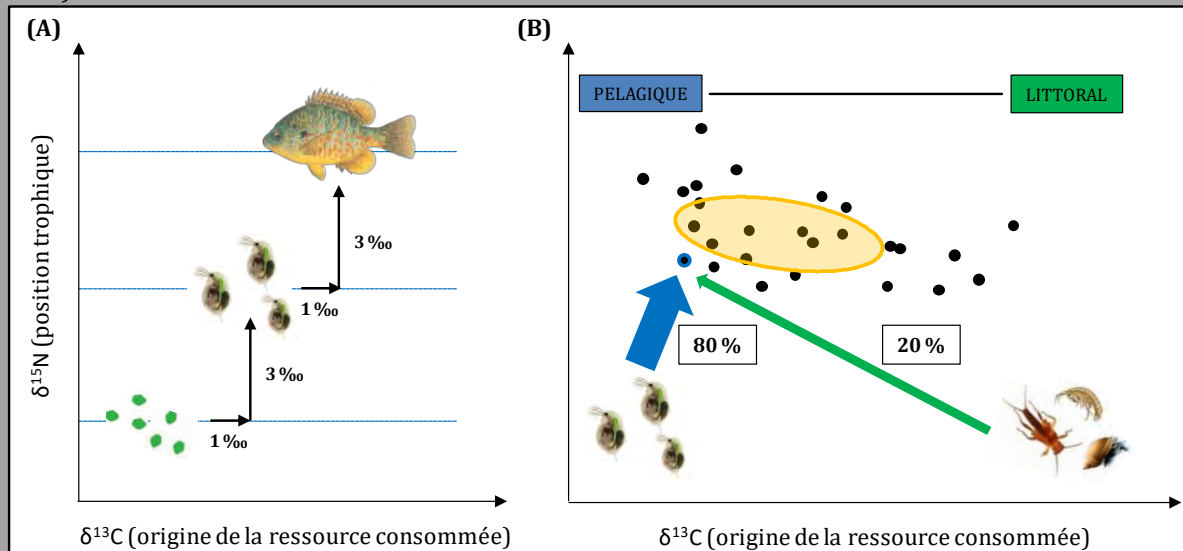 (A)
δ¹⁵N (position trophique)
3 ‰
1 ‰
3 ‰
1 ‰
δ¹³C (origine de la ressource consommée)
(B)
PELAGIQUE
LITTORAL
80 %
20 %
δ¹³C (origine de la ressource consommée)